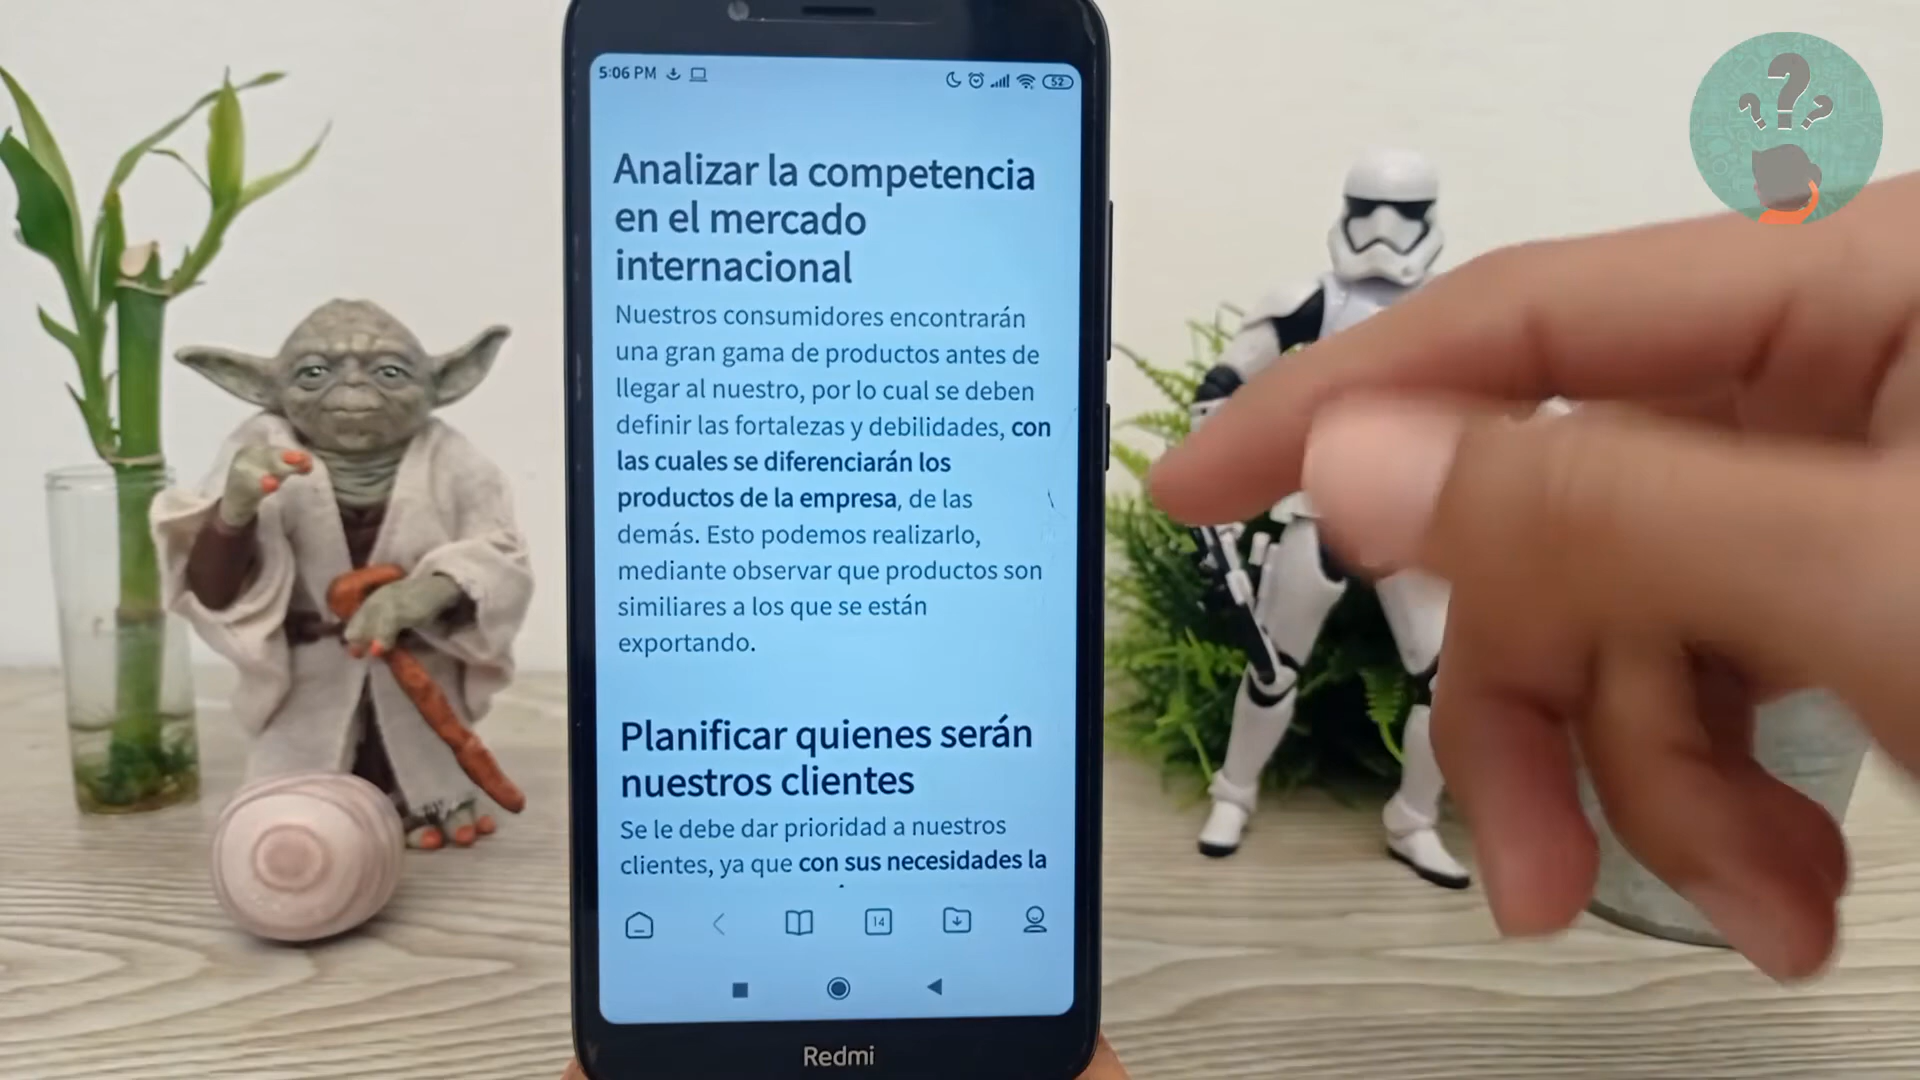 5:06 PM
52
Analizar la competencia
en el mercado
internacional
Nuestros consumidores encontrarán
una gran gama de productos antes de
llegar al nuestro, por lo cual se deben
definir las fortalezas y debilidades, con
las cuales se diferenciarán los
productos de la empresa, de las
demás. Esto podemos realizarlo,
mediante observar que productos son
similiares a los que se están
exportando.
Planificar quienes serán
nuestros clientes
Se le debe dar prioridad a nuestros
clientes, ya que con sus necesidades la
14
Redmi
???